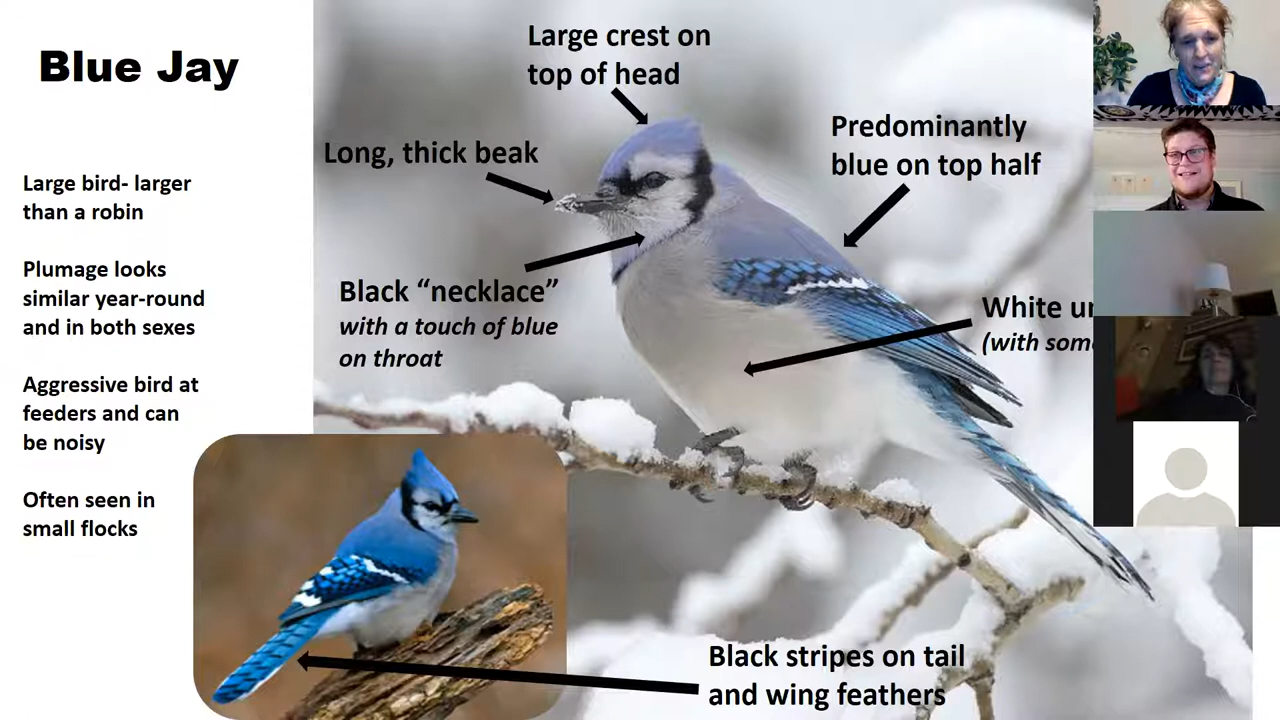 Blue Jay
Large bird- larger
than a robin
Plumage looks
similar year-round
and in both sexes
Aggressive bird at
feeders and can
be noisy
Often seen in
small flocks
Large crest on
top of head
Long, thick beak
Predominantly
blue on top half
Black “necklace”
with a touch of blue
on throat
White
(with
Black stripes on tail
and wing feathers